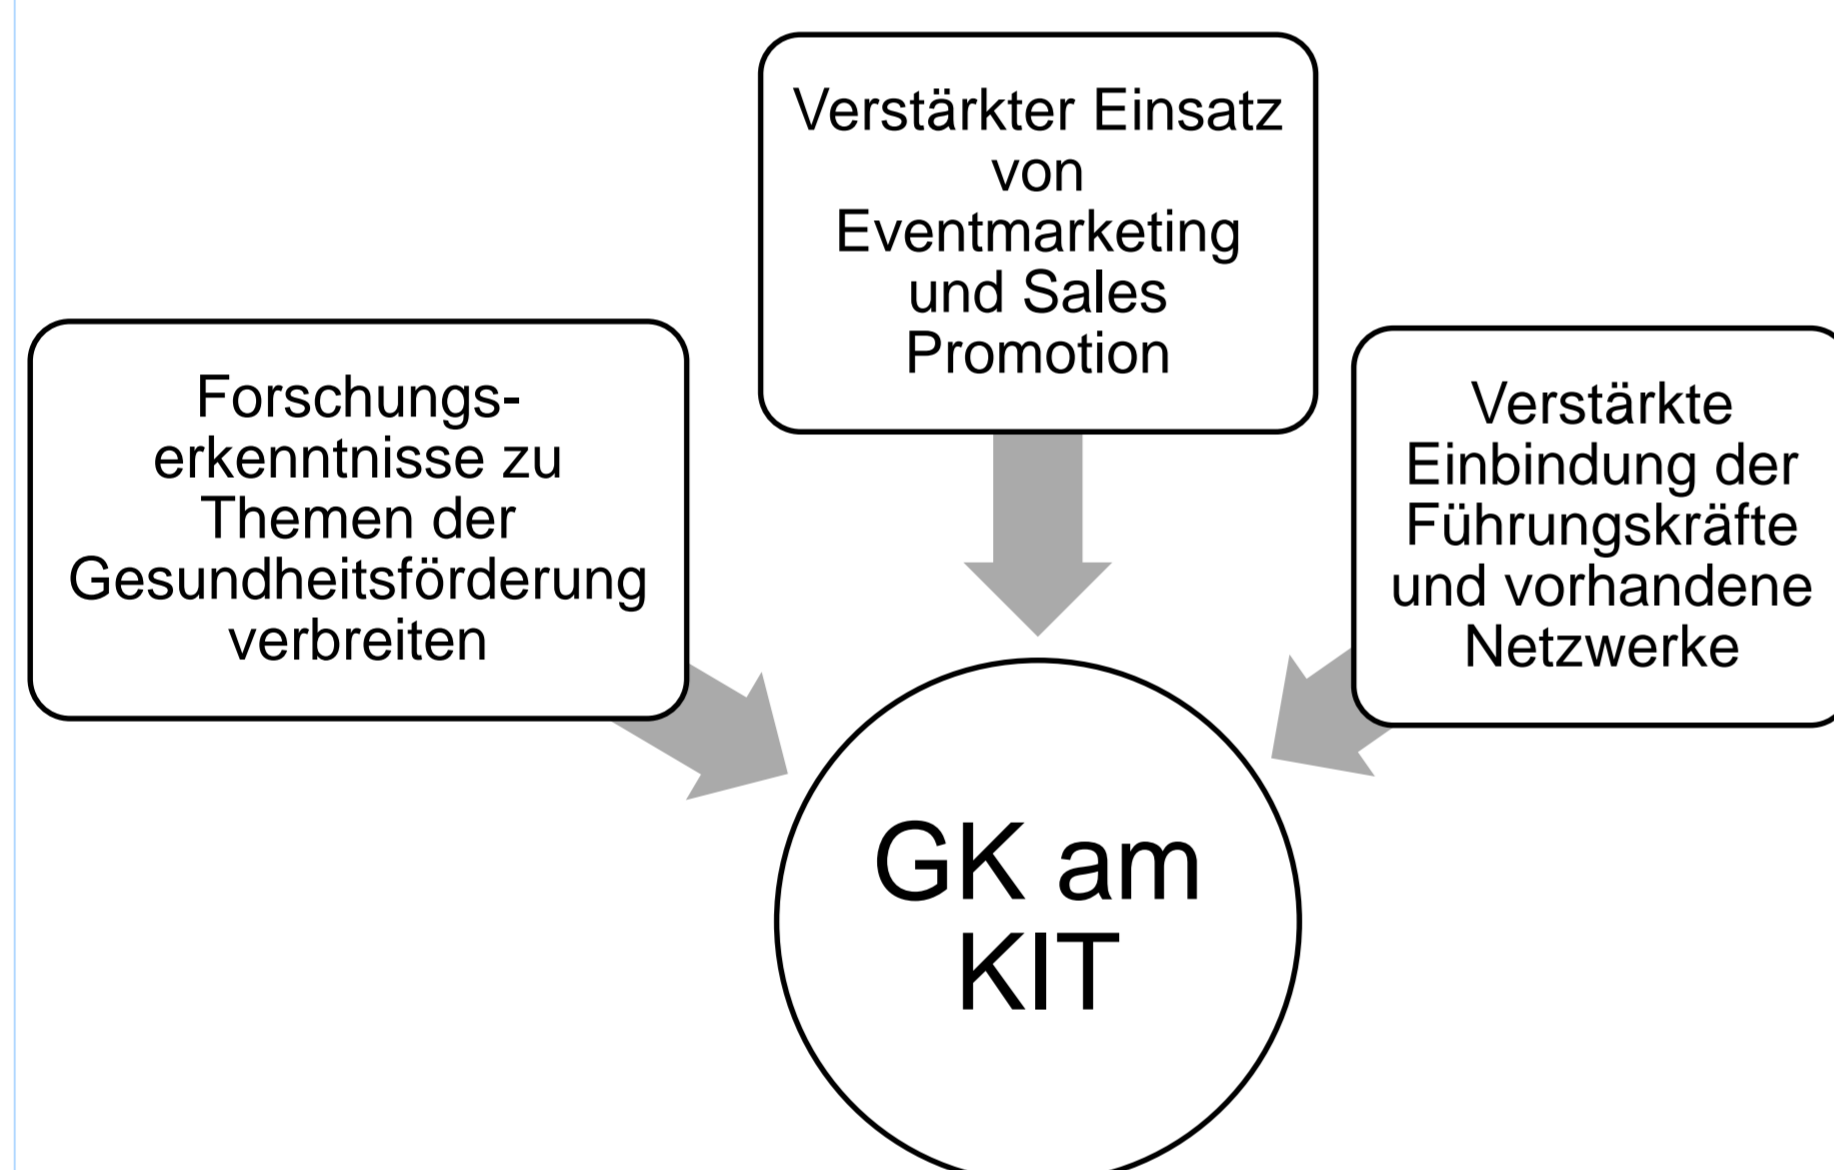 Verstärkter Einsatz
von
Eventmarketing
und Sales
Promotion
Forschungs-
erkenntnisse zu
Themen der
Gesundheitsförderung
verbreiten
Verstärkte
Einbindung der
Führungskräfte
und vorhandene
Netzwerke
GK am
KIT